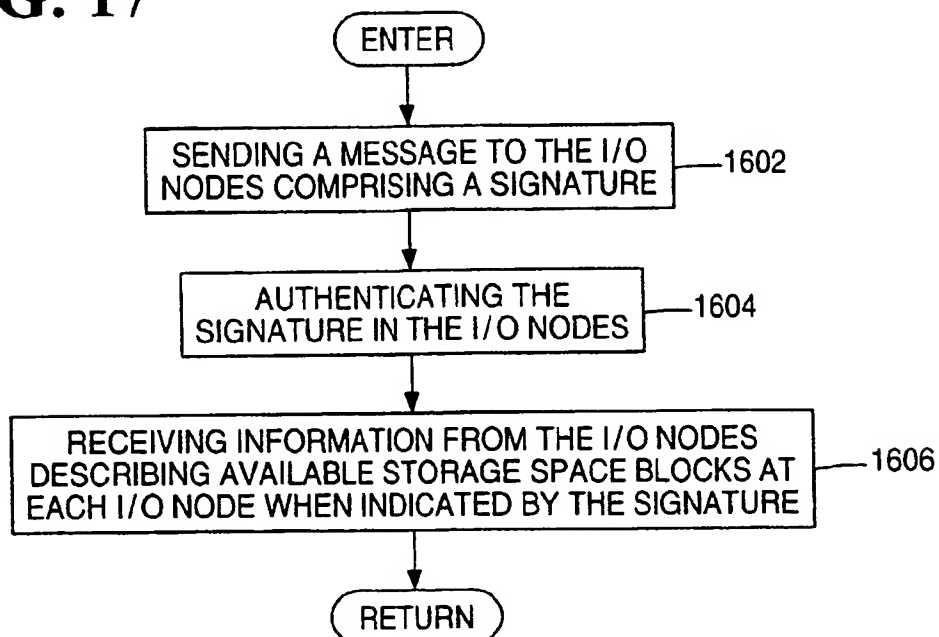 G. 17
ENTER
SENDING A MESSAGE TO THE I/O
NODES COMPRISING A SIGNATURE
1602
AUTHENTICATING THE
SIGNATURE IN THE I/O NODES
1604
RECEIVING INFORMATION FROM THE I/O NODES
DESCRIBING AVAILABLE STORAGE SPACE BLOCKS AT
EACH I/O NODE WHEN INDICATED BY THE SIGNATURE
1606
RETURN